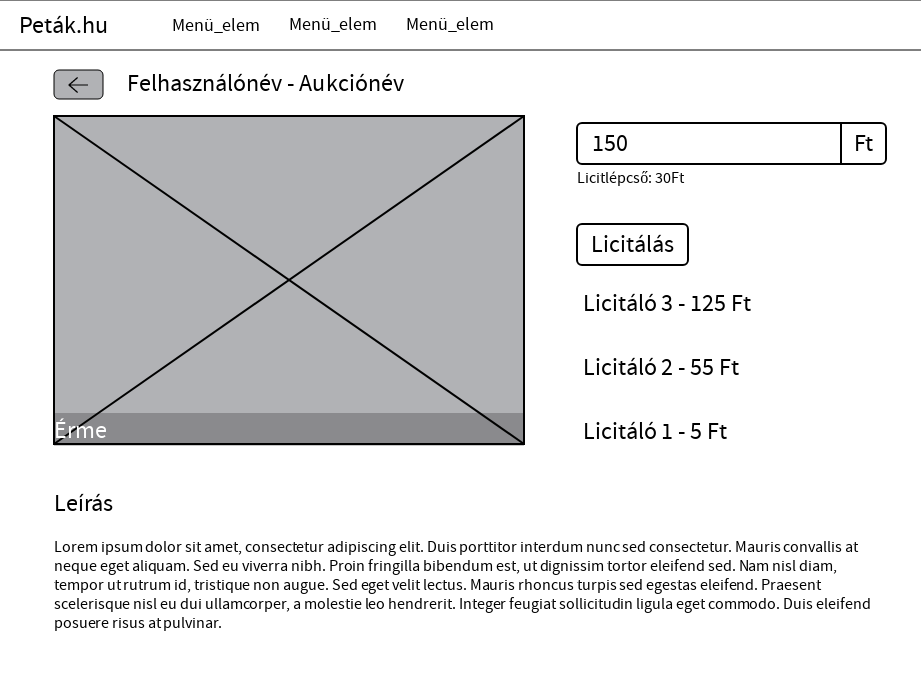 Peták.hu Menü_elem Menü_elem Menü_elem
Felhasználónév - Aukciónév
150 Ft
Licitlépcső: 30Ft
Licitálás
Licitáló 3 - 125 Ft
Licitáló 2 - 55 Ft
Licitáló 1 - 5 Ft
Érme
Leírás
Lorem ipsum dolor sit amet, consectetur adipiscing elit. Duis porttitor interdum nunc sed consectetur. Mauris convallis at
neque eget aliquam. Sed eu viverra nibh. Proin fringilla bibendum est, ut dignissim tortor eleifend sed. Nam nisl diam,
tempor ut rutrum id, tristique non augue. Sed eget velit lectus. Mauris rhoncus turpis sed egestas eleifend. Praesent
scelerisque nisl eu dui ullamcorper, a molestie leo hendrerit. Integer feugiat sollicitudin ligula eget commodo. Duis eleifend
posuere risus at pulvinar.